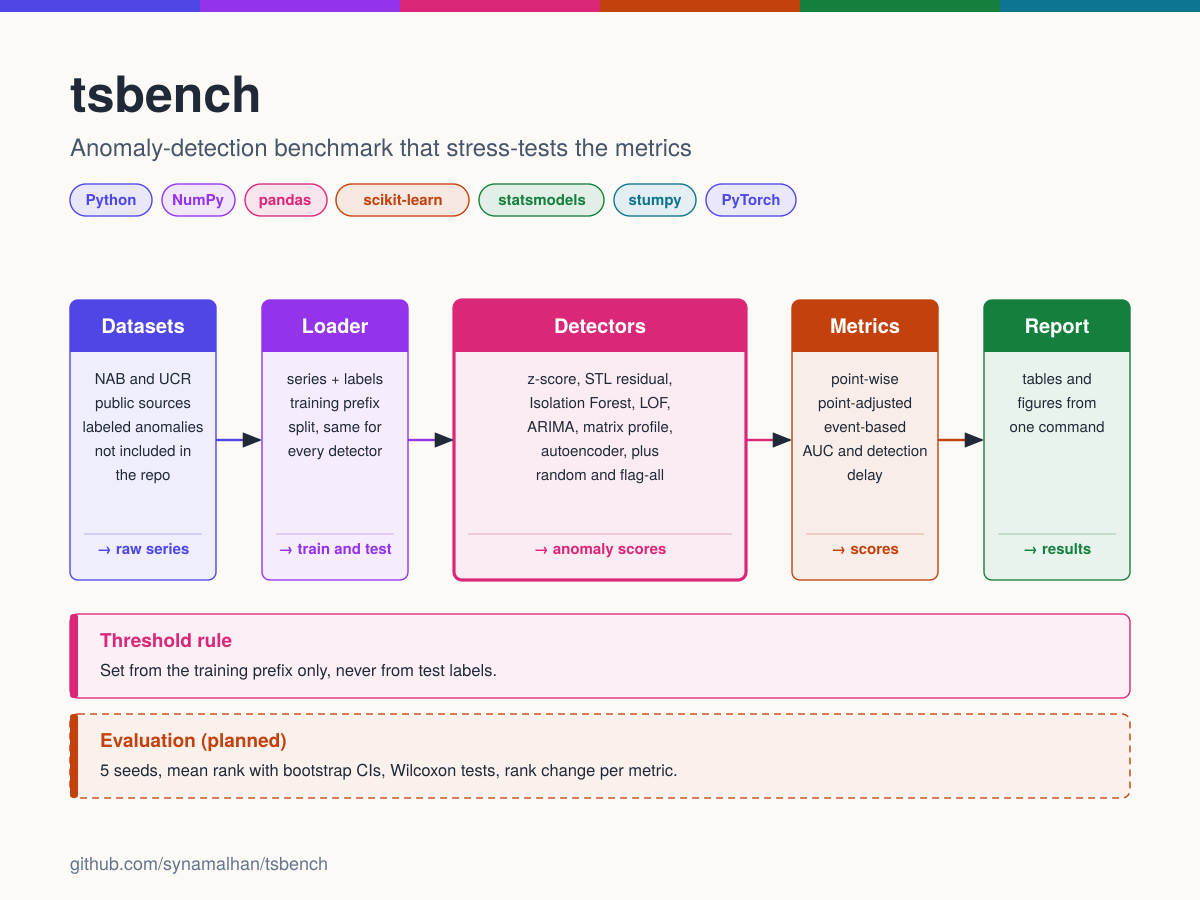 tsbench
Anomaly-detection benchmark that stress-tests the metrics
Python NumPy pandas scikit-learn statsmodels stumpy PyTorch
Datasets
NAB and UCR
public sources
labeled anomalies
not included in
the repo
→ raw series
Loader
series + labels
training prefix
split, same for
every detector
→ train and test
Detectors
z-score, STL residual,
Isolation Forest, LOF,
ARIMA, matrix profile,
autoencoder, plus
random and flag-all
→ anomaly scores
Metrics
point-wise
point-adjusted
event-based
AUC and detection
delay
→ scores
Report
tables and
figures from
one command
→ results
Threshold rule
Set from the training prefix only, never from test labels.
Evaluation (planned)
5 seeds, mean rank with bootstrap CIs, Wilcoxon tests, rank change per metric.
github.com/synamalhan/tsbench